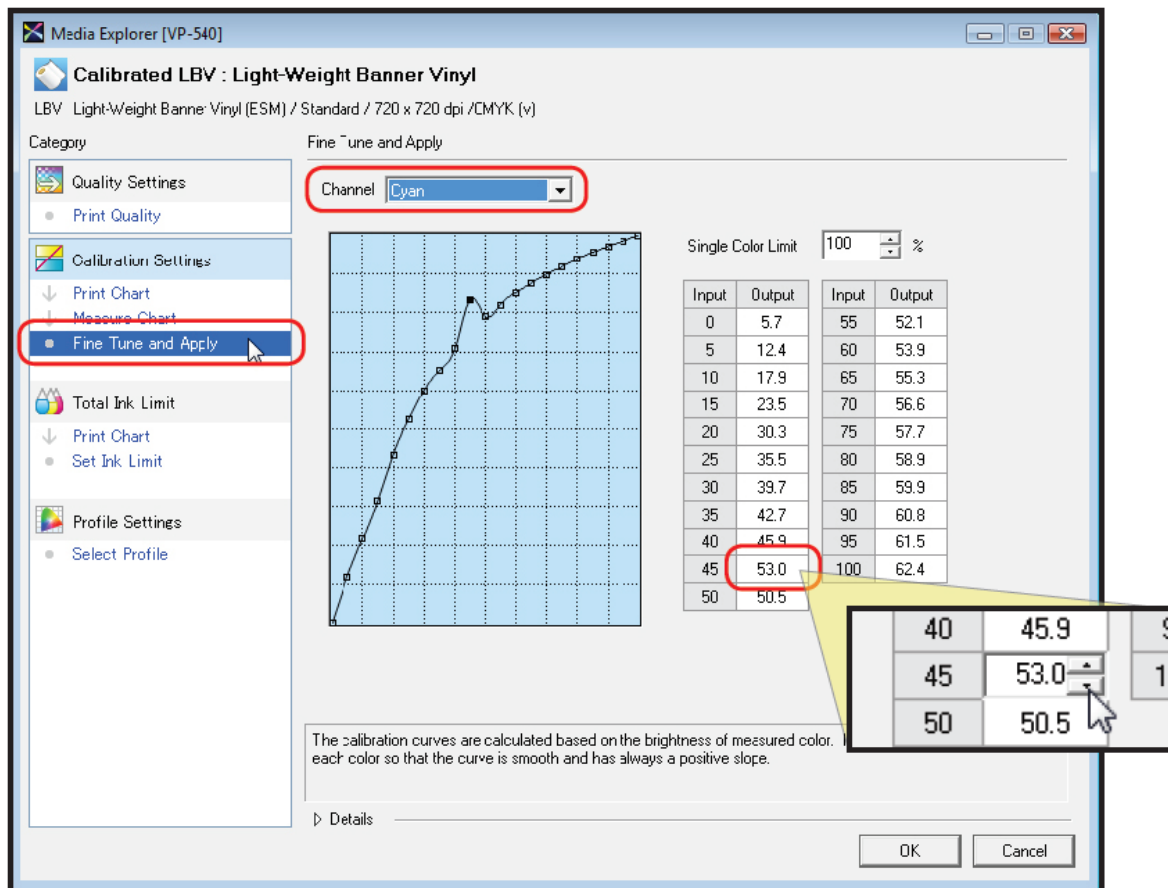 Media Explorer [VP-540]
Calibrated LBV : Light-Weight Banner Vinyl
LBV Light-Weight Banner Vinyl (ESM) / Standard / 720 x 720 dpi /CMYK (v)
Category
Fine Tune and Apply
Quality Settings
Print Quality
Calibration Settings
Print Chart
Measure Chart
Fine Tune and Apply
Total Ink Limit
Print Chart
Set Ink Limit
Profile Settings
Select Profile
Channel Cyan
Single Color Limit 100 %
Input Output Input Output
0 5.7 55 52.1
5 12.4 60 53.9
10 17.9 65 55.3
15 23.5 70 56.6
20 30.3 75 57.7
25 35.5 80 58.9
30 39.7 85 59.9
35 42.7 90 60.8
40 45.9 95 61.5
45 53.0 100 62.4
50 50.5
40 45.9
45 53.0
50 50.5
The calibration curves are calculated based on the brightness of measured color.
each color so that the curve is smooth and has always a positive slope.
Details
OK Cancel